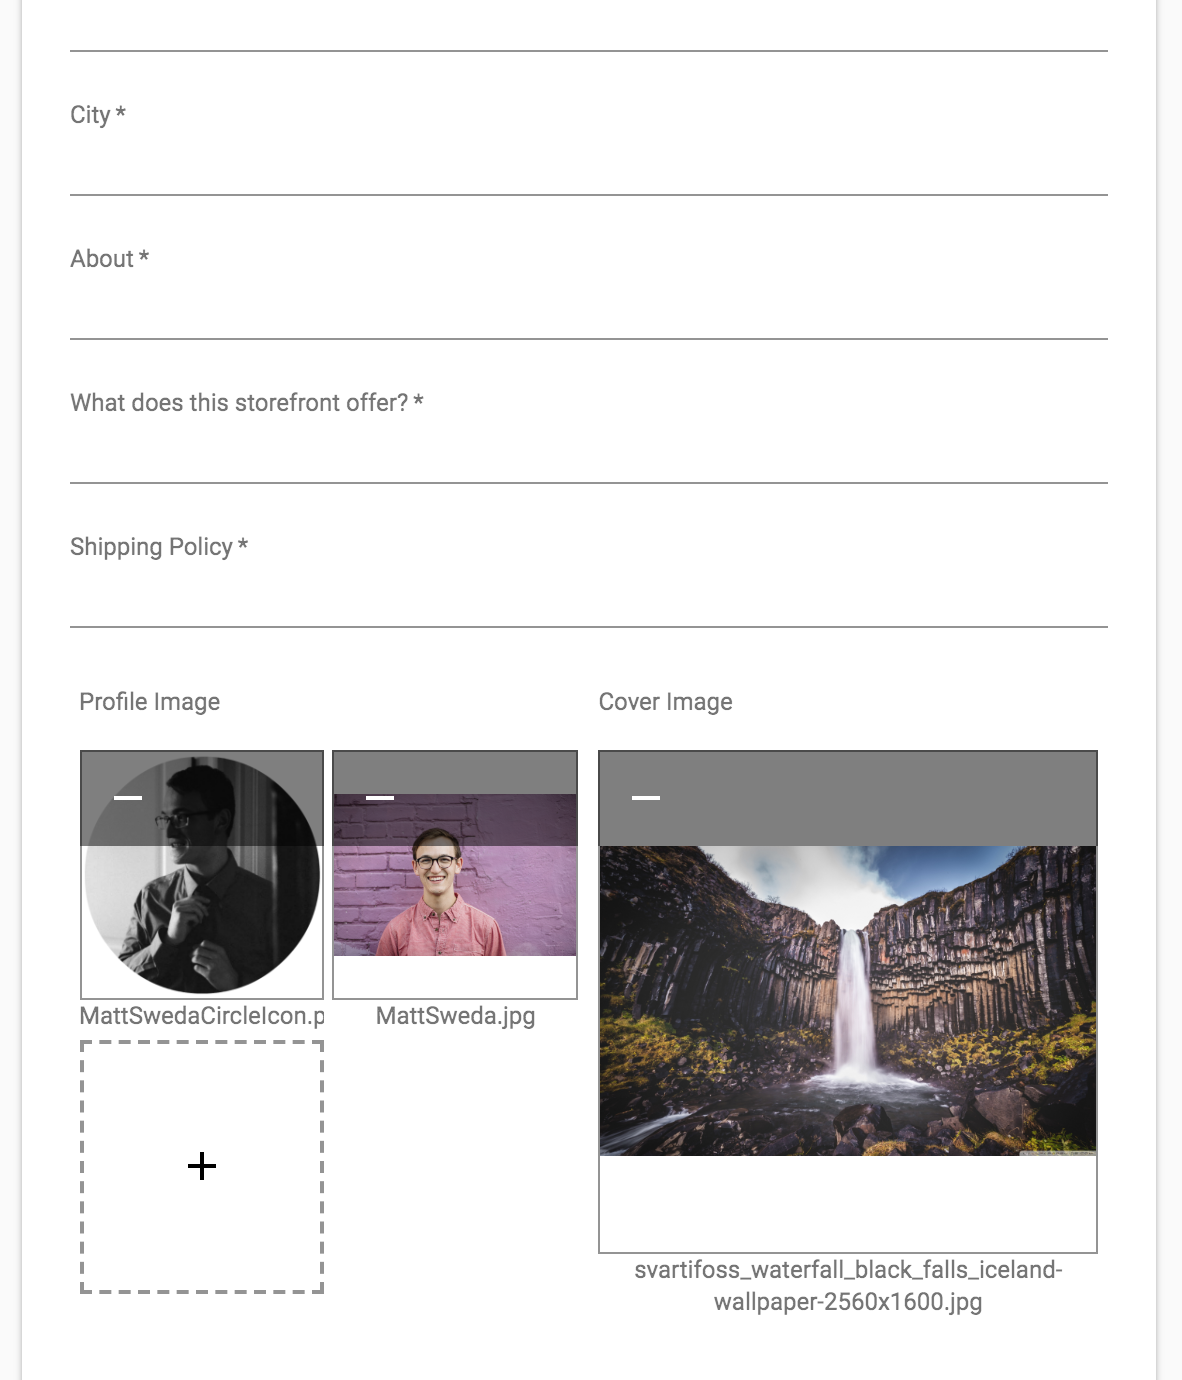 City *
About *
What does this storefront offer? *
Shipping Policy *
Profile Image
Cover Image
MattSwedaCircleIcon.p
MattSweda.jpg
svartifoss_waterfall_black_falls_iceland-
wallpaper-2560x1600.jpg